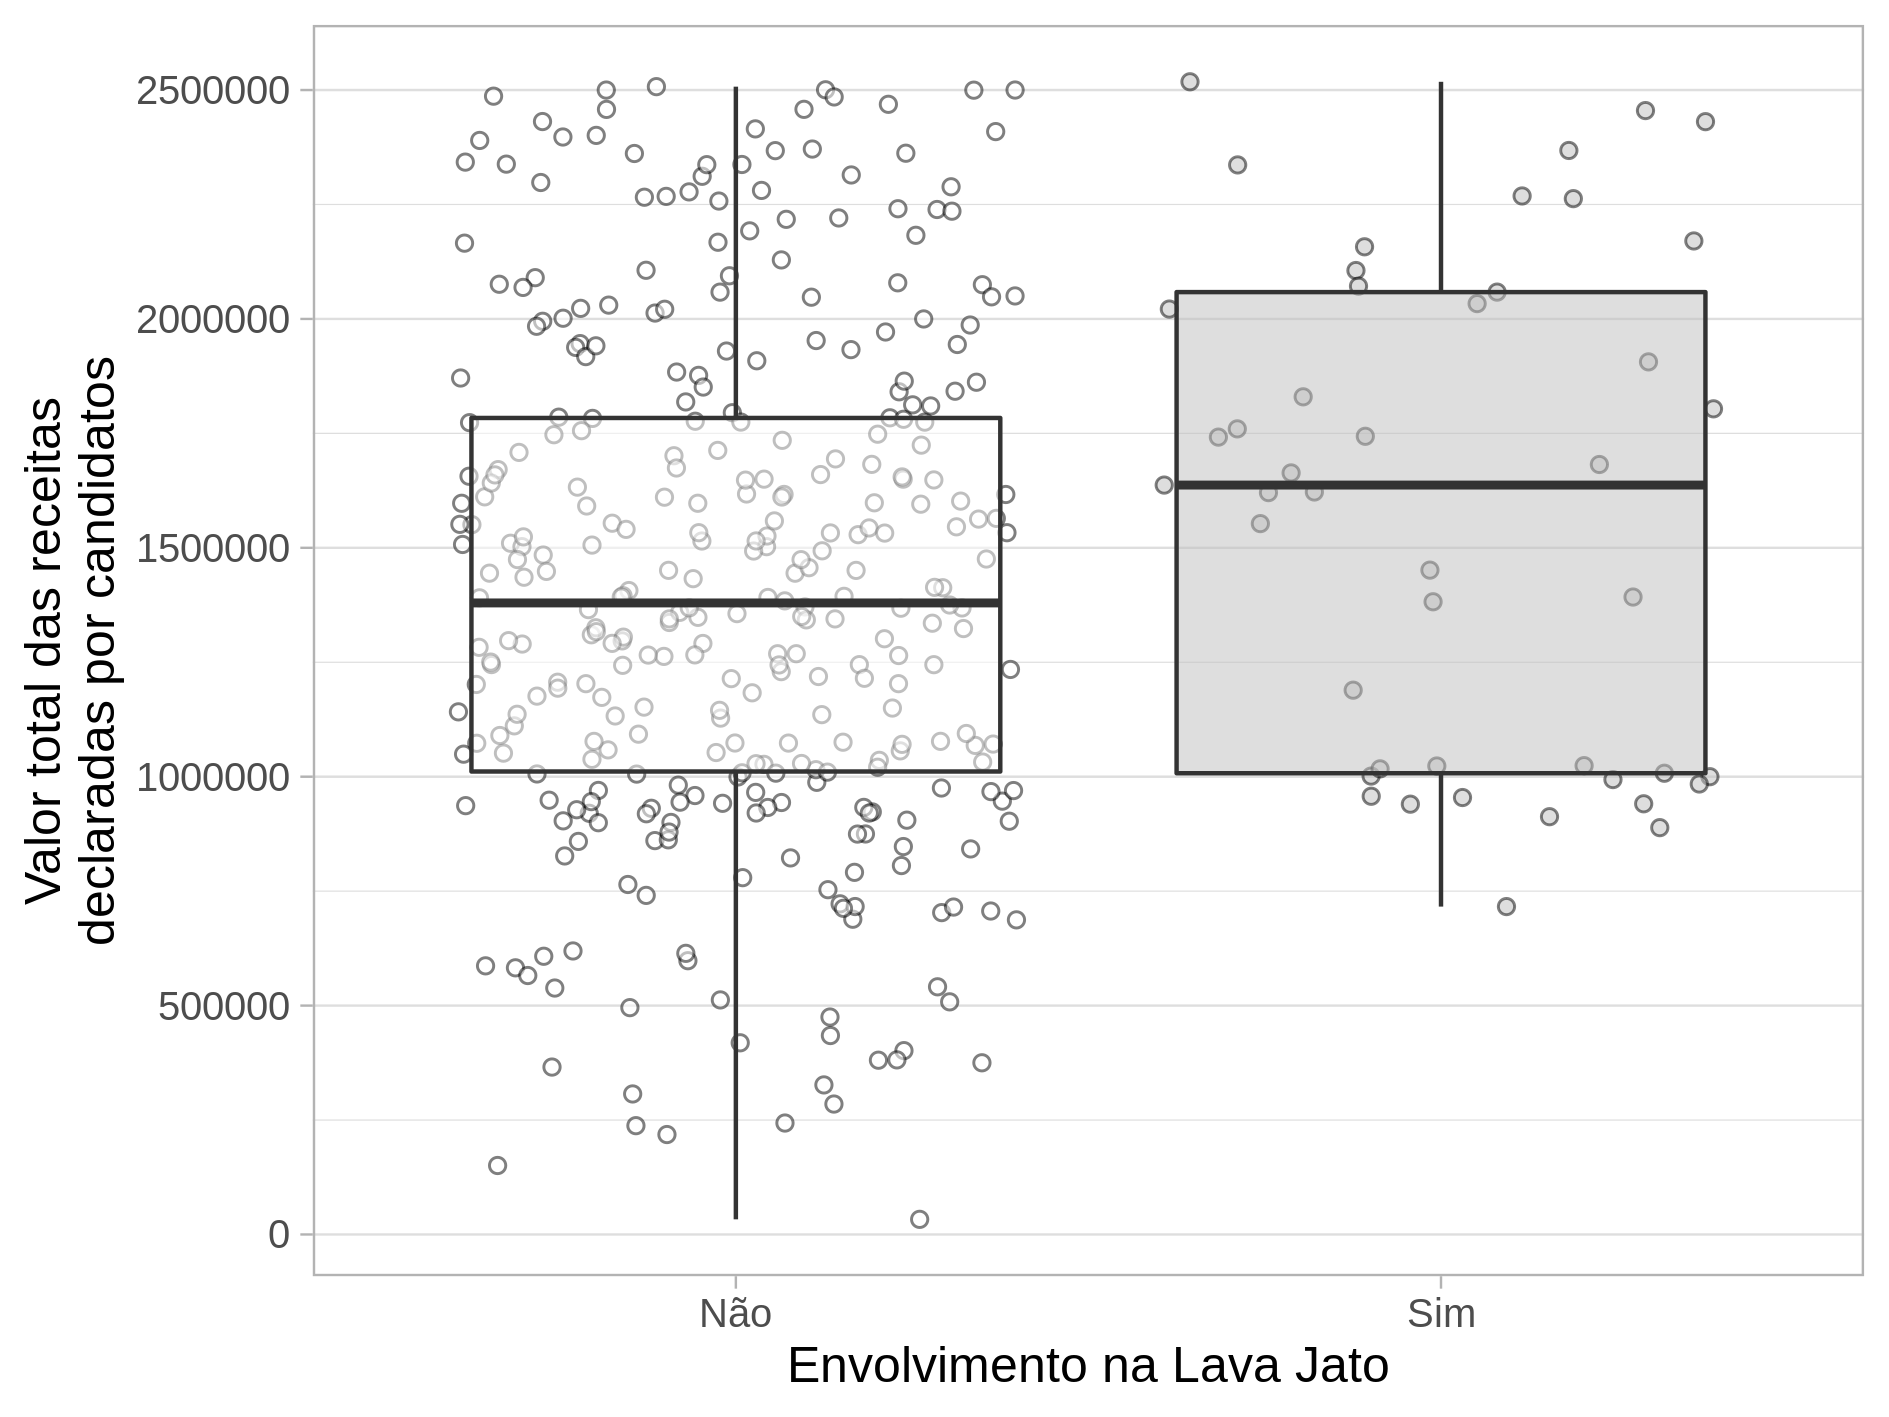 Valor total das receitas
declaradas por candidatos
2500000
2000000
1500000
1000000
500000
0
Não
Sim
Envolvimento na Lava Jato